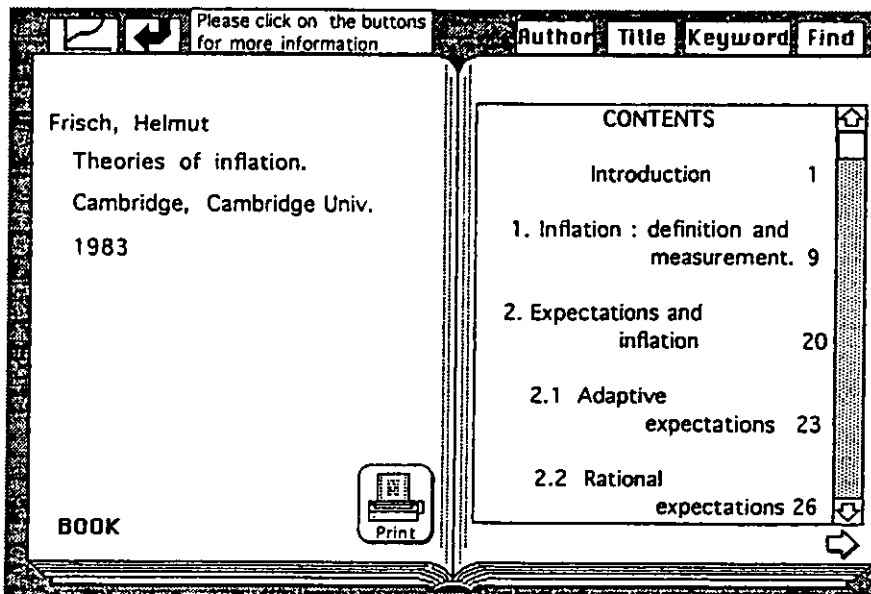 Please click on the buttons
for more information
Author Title Keyword Find
Frisch, Helmut
Theories of inflation.
Cambridge, Cambridge Univ.
1983
BOOK
Print
CONTENTS
Introduction 1
1. Inflation : definition and
measurement. 9
2. Expectations and
inflation 20
2.1 Adaptive
expectations 23
2.2 Rational
expectations 26